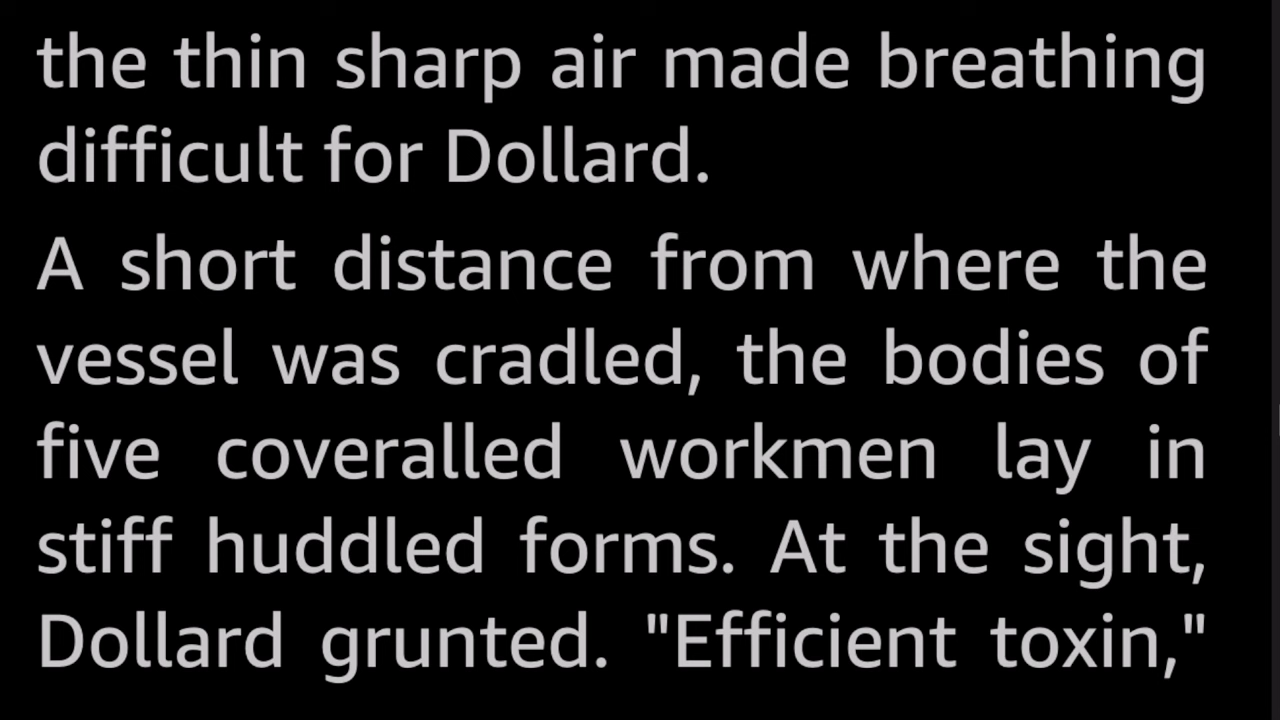 the thin sharp air made breathing
difficult for Dollard.
A short distance from where the
vessel was cradled, the bodies of
five coveralled workmen lay in
stiff huddled forms. At the sight,
Dollard grunted. "Efficient toxin,"